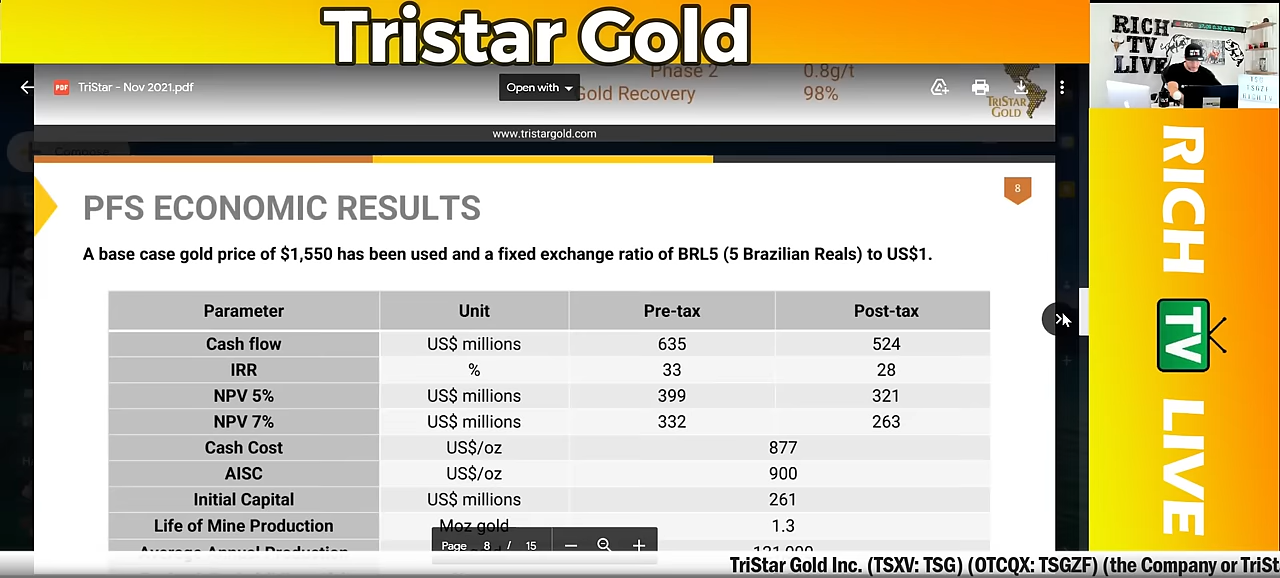 Tristar Gold
RICH
TV
LIVE
TriStar - Nov 2021.pdf
Open with
Phase 2 0.8g/t
Gold Recovery 98%
TRISTAR
GOLD
www.tristargold.com
8
PFS ECONOMIC RESULTS
A base case gold price of $1,550 has been used and a fixed exchange ratio of BRL5 (5 Brazilian Reals) to US$1.
Parameter Unit Pre-tax Post-tax
Cash flow US$ millions 635 524
IRR % 33 28
NPV 5% US$ millions 399 321
NPV 7% US$ millions 332 263
Cash Cost US$/oz 877
AISC US$/oz 900
Initial Capital US$ millions 261
Life of Mine Production Moz gold 1.3
Average Annual Production
Page 8 / 15
RICH TV LIVE
TriStar Gold Inc. (TSXV: TSG) (OTCQX: TSGZF) (the Company or TriSt